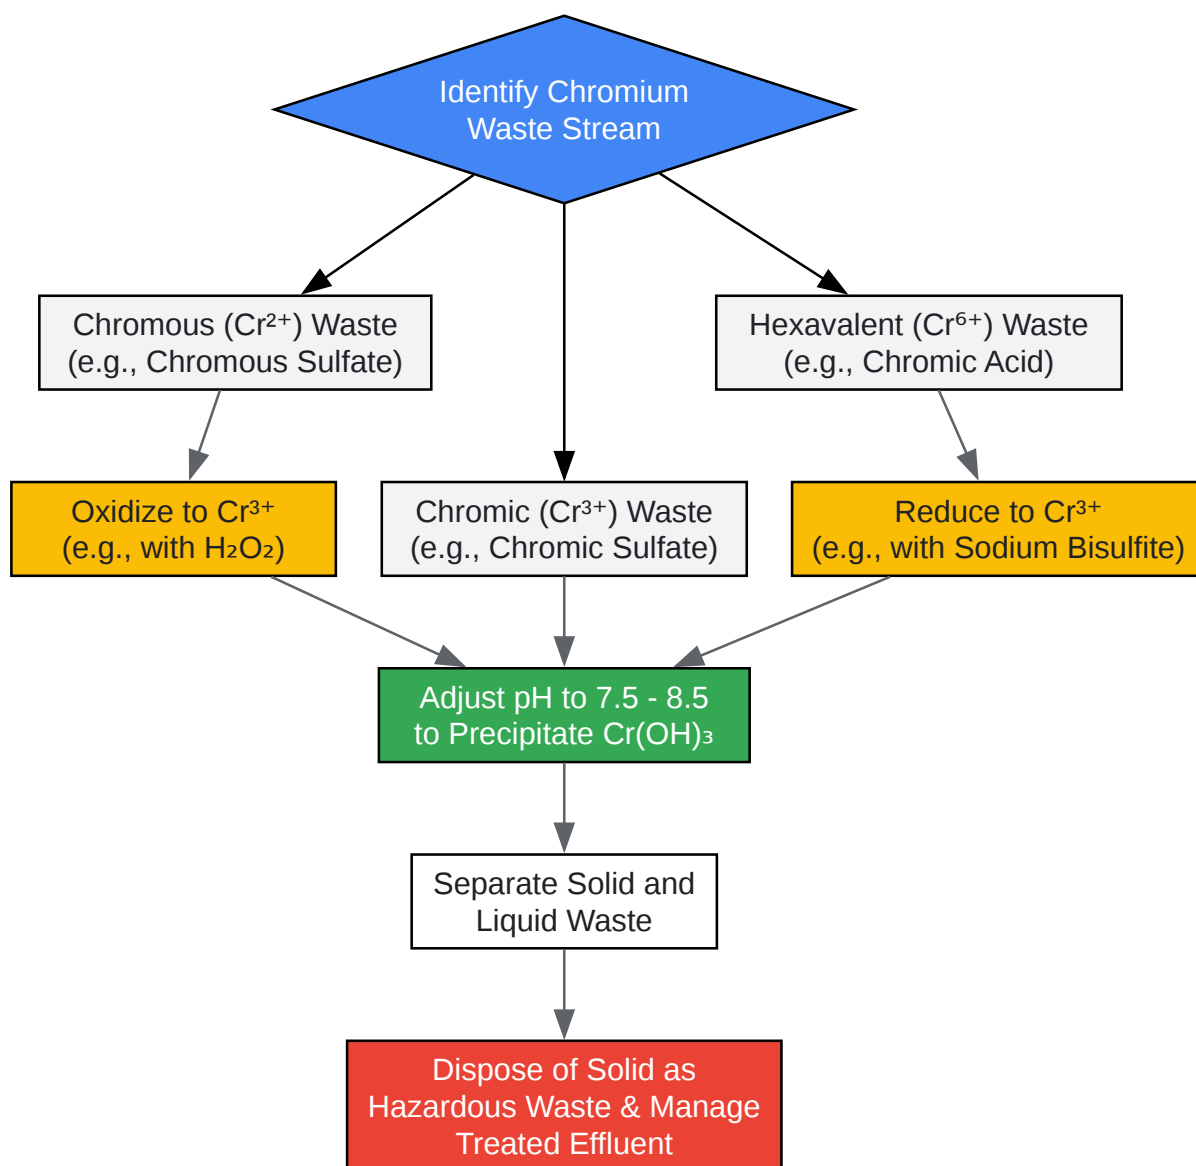 Identify Chromium
Waste Stream
Chromous (Cr²⁺) Waste
(e.g., Chromous Sulfate)
Hexavalent (Cr⁶⁺) Waste
(e.g., Chromic Acid)
Oxidize to Cr³⁺
(e.g., with H₂O₂)
Chromic (Cr³⁺) Waste
(e.g., Chromic Sulfate)
Reduce to Cr³⁺
(e.g., with Sodium Bisulfite)
Adjust pH to 7.5 - 8.5
to Precipitate Cr(OH)₃
Separate Solid and
Liquid Waste
Dispose of Solid as
Hazardous Waste & Manage
Treated Effluent